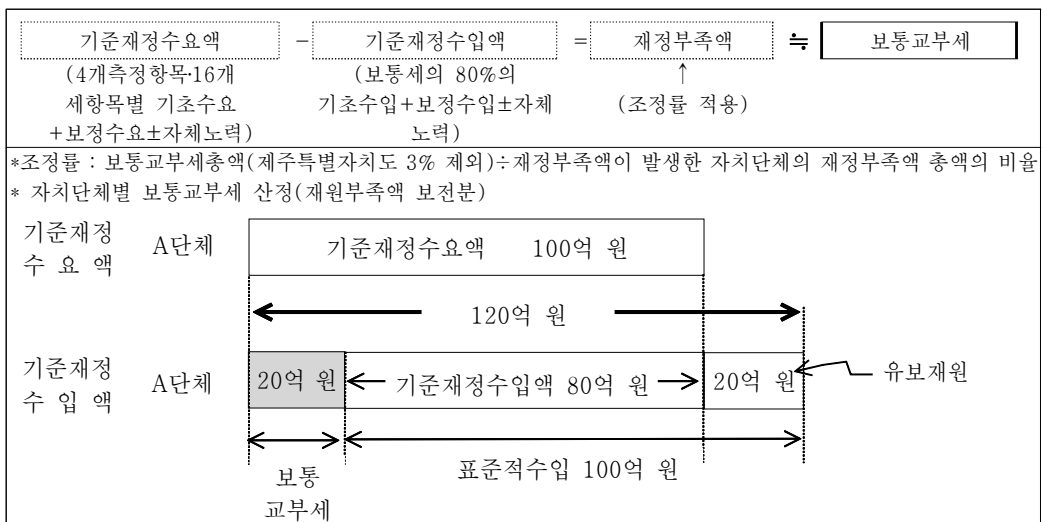 기준재정수요액 － 기준재정수입액 = 재정부족액 ≒ 보통교부세
(4개측정항목·16개 (보통세의 80%의 ↑
세항목별 기초수요 기초수입+보정수입±자체 (조정률 적용)
+보정수요±자체노력) 노력)
*조정률 : 보통교부세총액(제주특별자치도 3% 제외)÷재정부족액이 발생한 자치단체의 재정부족액 총액의 비율
* 자치단체별 보통교부세 산정(재원부족액 보전분)
기준재정
수 요 액
A단체
기준재정수요액 100억 원
120억 원
기준재정
수 입 액
A단체
20억 원
기준재정수입액 80억 원
20억 원
유보재원
보통
교부세
표준적수입 100억 원